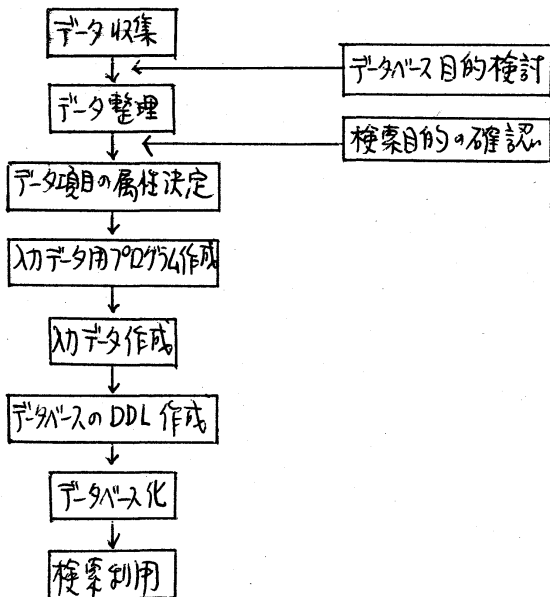 データ収集
データベース目的検討
データ整理
検索目的の確認
データ項目の属性決定
入力データ用プログラム作成
入力データ作成
データベースのDDL作成
データベース化
検索利用